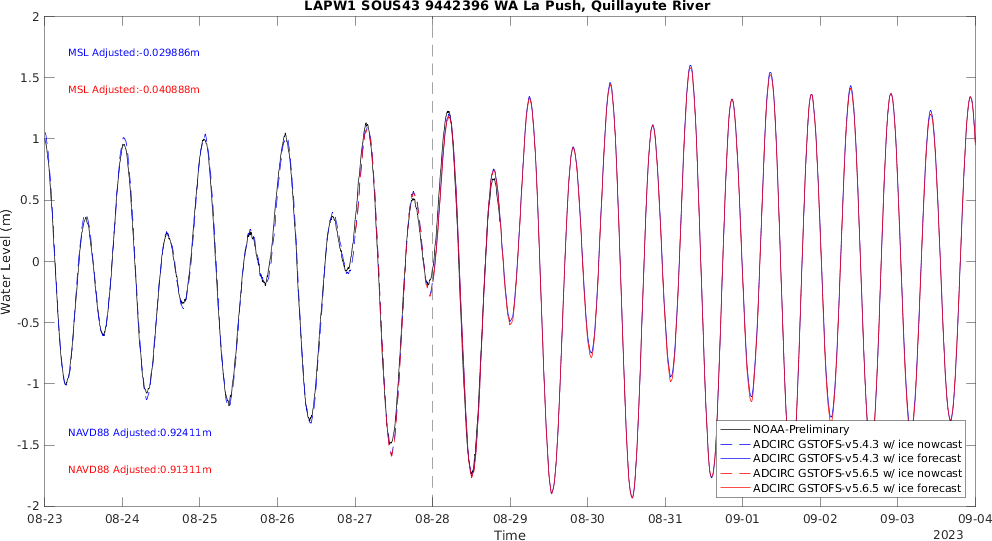 LAPW1 SOUS43 9442396 WA La Push, Quillayute River
MSL Adjusted:-0.029886m
MSL Adjusted:-0.040888m
NAVD88 Adjusted:0.92411m
NAVD88 Adjusted:0.91311m
Water Level (m)
2
1.5
1
0.5
0
-0.5
-1
-1.5
-2
NOAA-Preliminary
ADCIRC GSTOFS-v5.4.3 w/ ice nowcast
ADCIRC GSTOFS-v5.4.3 w/ ice forecast
ADCIRC GSTOFS-v5.6.5 w/ ice nowcast
ADCIRC GSTOFS-v5.6.5 w/ ice forecast
08-23 08-24 08-25 08-26 08-27 08-28 08-29 08-30 08-31 09-01 09-02 09-03 09-04
Time
2023